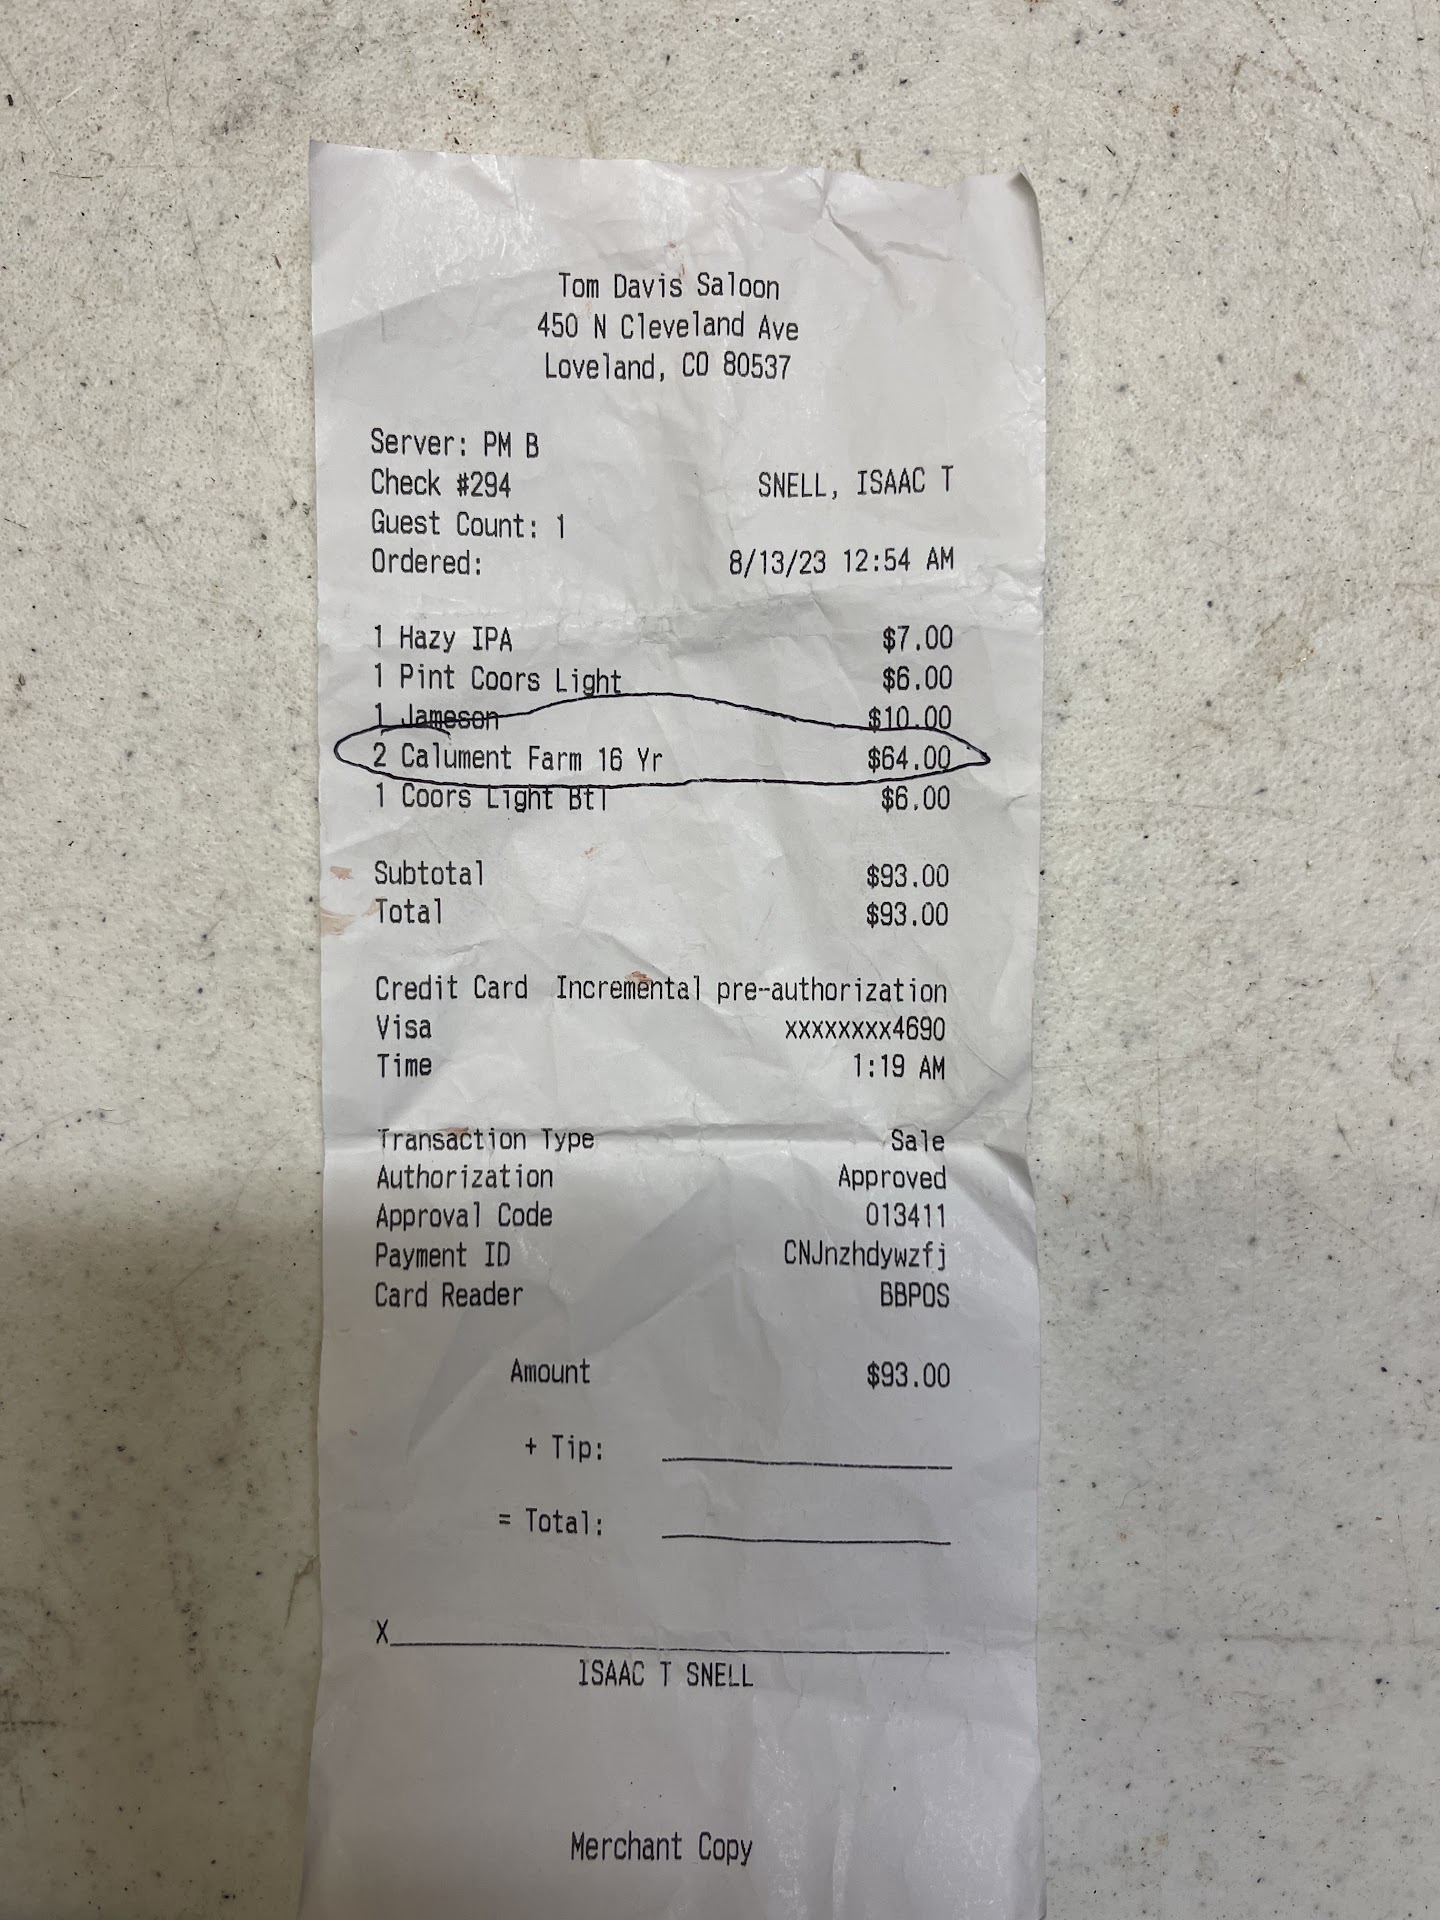 Tom Davis Saloon
450 N Cleveland Ave
Loveland, CO 80537
Server: PM B
Check #294 SNELL, ISAAC T
Guest Count: 1
Ordered: 8/13/23 12:54 AM
1 Hazy IPA $7.00
1 Pint Coors Light $6.00
1 Jameson $10.00
2 Calument Farm 16 Yr $64.00
1 Coors Light Btl $6.00
Subtotal $93.00
Total $93.00
Credit Card Incremental pre-authorization
Visa xxxxxxxx4690
Time 1:19 AM
Transaction Type Sale
Authorization Approved
Approval Code 013411
Payment ID CNJnzhdywzfj
Card Reader BBPOS
Amount $93.00
+ Tip:
= Total:
X
ISAAC T SNELL
Merchant Copy